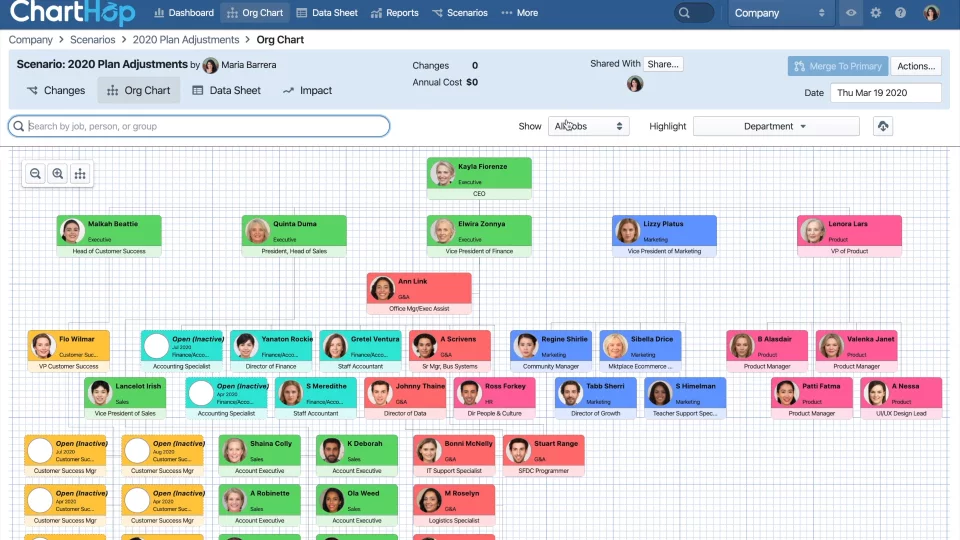 ChartHop Dashboard Org Chart Data Sheet Reports Scenarios More Company
Company > Scenarios > 2020 Plan Adjustments > Org Chart
Scenario: 2020 Plan Adjustments by Maria Barrera
Changes 0
Annual Cost $0
Shared With Share...
Merge To Primary Actions...
Changes Org Chart Data Sheet Impact
Date Thu Mar 19 2020
Search by job, person, or group
Show All Jobs Highlight Department
Kayla Fiorenze
Executive
CEO
Malkah Beattie
Executive
Head of Customer Success
Quinta Duma
Executive
President, Head of Sales
Elwira Zonnya
Executive
Vice President of Finance
Lizzy Platus
Marketing
Vice President of Marketing
Lenora Lars
Product
VP of Product
Ann Link
G&A
Office Mgr/Exec Assist
Flo Wilmar
Customer Suc...
VP Customer Success
Open (Inactive)
Jul 2020
Finance/Acco...
Accounting Specialist
Yanaton Rockie
Finance/Acco...
Director of Finance
Gretel Ventura
Finance/Acco...
Staff Accountant
A Scrivens
G&A
Sr Mgr, Bus Systems
Regine Shirlie
Marketing
Community Manager
Sibella Drice
Marketing
Mktplace Ecommerce ...
B Alasdair
Product
Product Manager
Valenka Janet
Product
Product Manager
Lancelot Irish
Sales
Vice President of Sales
Open (Inactive)
Apr 2020
Finance/Acco...
Accounting Specialist
S Meredithe
Finance/Acco...
Staff Accountant
Johnny Thaine
G&A
Director of Data
Ross Forkey
HR
Dir People & Culture
Tabb Sherri
Marketing
Director of Growth
S Himelman
Marketing
Teacher Support Spec...
Patti Fatma
Product
Product Manager
A Neasa
Product
UI/UX Design Lead
Open (Inactive)
Jul 2020
Customer Suc...
Customer Success Mgr
Open (Inactive)
Aug 2020
Customer Suc...
Customer Success Mgr
Shaina Colly
Sales
Account Executive
K Deborah
Sales
Account Executive
Bonni McNelly
G&A
IT Support Specialist
Stuart Range
G&A
SFDC Programmer
Open (Inactive)
Apr 2020
Customer Suc...
Customer Success Mgr
Open (Inactive)
Apr 2020
Customer Suc...
Customer Success Mgr
A Robinette
Sales
Account Executive
Ola Weed
Sales
Account Executive
M Roselyn
G&A
Logistics Specialist